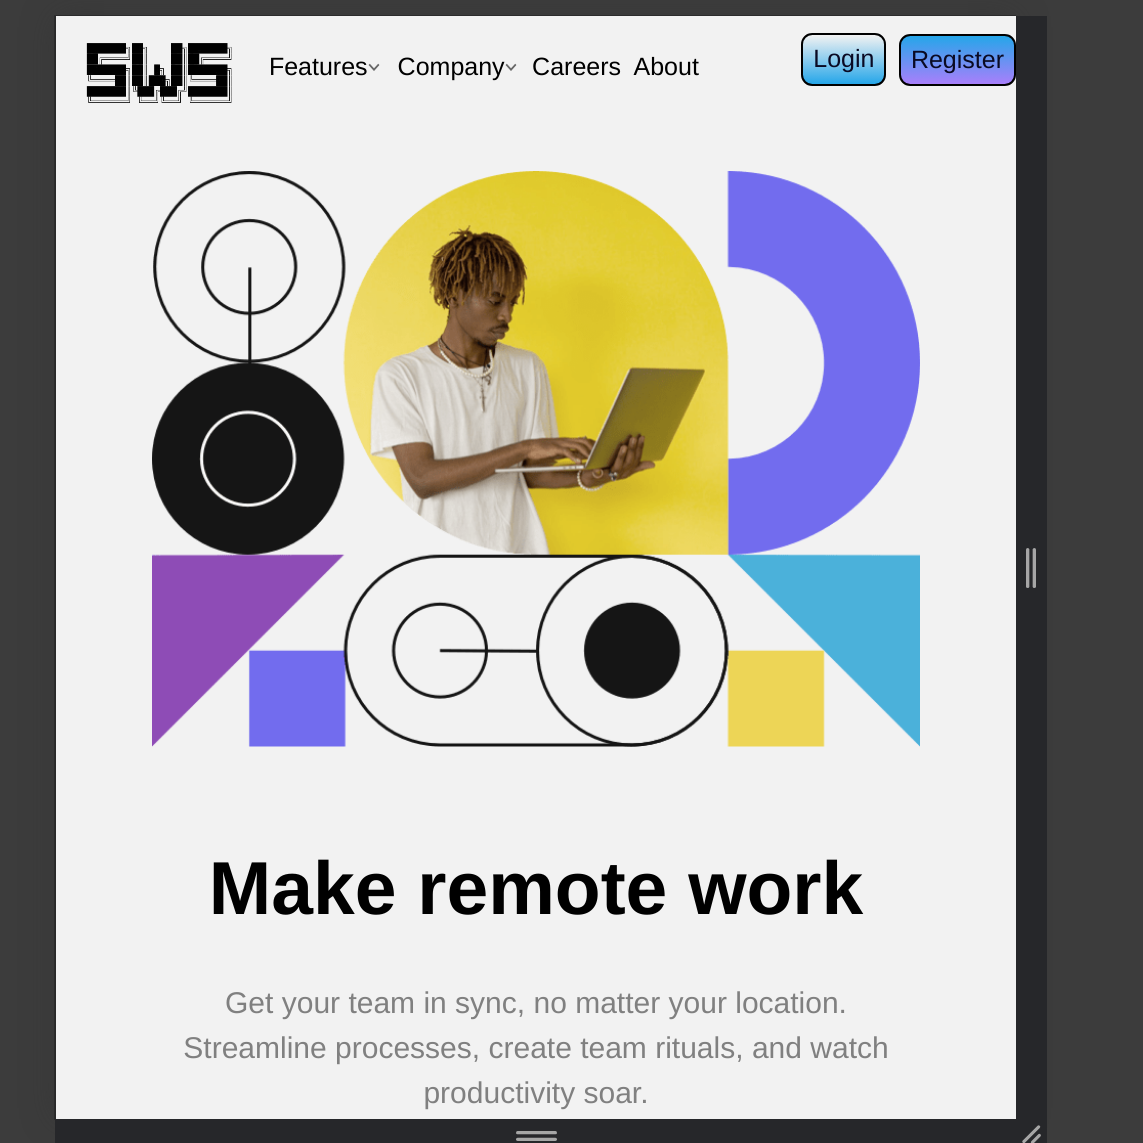 SWS Features Company Careers About Login Register
Make remote work
Get your team in sync, no matter your location.
Streamline processes, create team rituals, and watch
productivity soar.